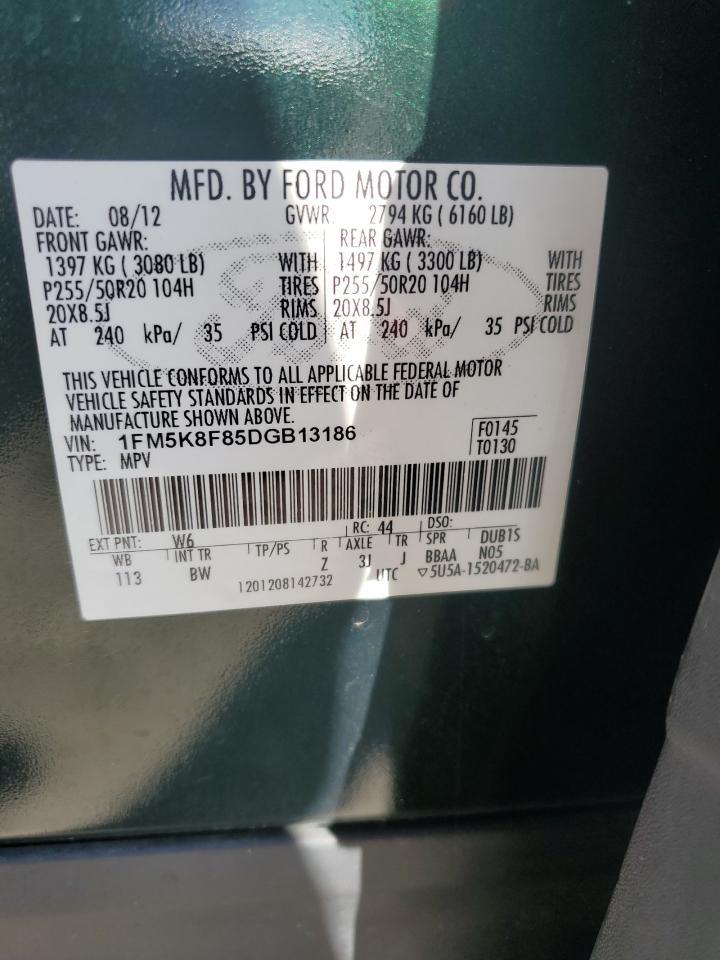 MFD. BY FORD MOTOR CO.
DATE: 08/12 GVWR: 2794 KG ( 6160 LB)
FRONT GAWR: REAR GAWR:
1397 KG ( 3080 LB) WITH 1497 KG ( 3300 LB) WITH
P255/50R20 104H TIRES P255/50R20 104H TIRES
20X8.5J RIMS 20X8.5J RIMS
AT 240 kPa/ 35 PSI COLD AT 240 kPa/ 35 PSI COLD
THIS VEHICLE CONFORMS TO ALL APPLICABLE FEDERAL MOTOR
VEHICLE SAFETY STANDARDS IN EFFECT ON THE DATE OF
MANUFACTURE SHOWN ABOVE.
VIN: 1FM5K8F85DGB13186 F0145
TYPE: MPV T0130
EXT PNT: W6 RC: 44 DSO:
WB INT TR TP/PS R AXLE TR SPR DUB1S
113 BW Z 3J J BBAA N05
1201208142732 UTC ▽5U5A-1520472-BA